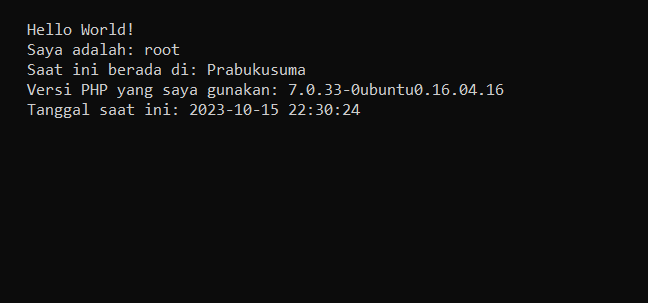 Hello World!
Saya adalah: root
Saat ini berada di: Prabukusuma
Versi PHP yang saya gunakan: 7.0.33-0ubuntu0.16.04.16
Tanggal saat ini: 2023-10-15 22:30:24